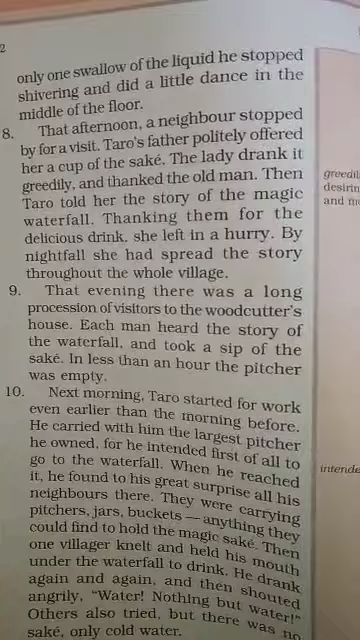 2
only one swallow of the liquid he stopped
shivering and did a little dance in the
middle of the floor.
8. That afternoon, a neighbour stopped
by for a visit. Taro's father politely offered
her a cup of the saké. The lady drank it
greedily, and thanked the old man. Then
Taro told her the story of the magic
waterfall. Thanking them for the
delicious drink, she left in a hurry. By
nightfall she had spread the story
throughout the whole village.
9. That evening there was a long
procession of visitors to the woodcutter's
house. Each man heard the story of
the waterfall, and took a sip of the
saké. In less than an hour the pitcher
was empty.
10. Next morning, Taro started for work
even earlier than the morning before.
He carried with him the largest pitcher
he owned, for he intended first of all to
go to the waterfall. When he reached
it, he found to his great surprise all his
neighbours there. They were carrying
pitchers, jars, buckets — anything they
could find to hold the magic saké. Then
one villager knelt and held his mouth
under the waterfall to drink. He drank
again and again, and then shouted
angrily, “Water! Nothing but water!”
Others also tried, but there was no
saké, only cold water.
greedil
desirin
and m
intende